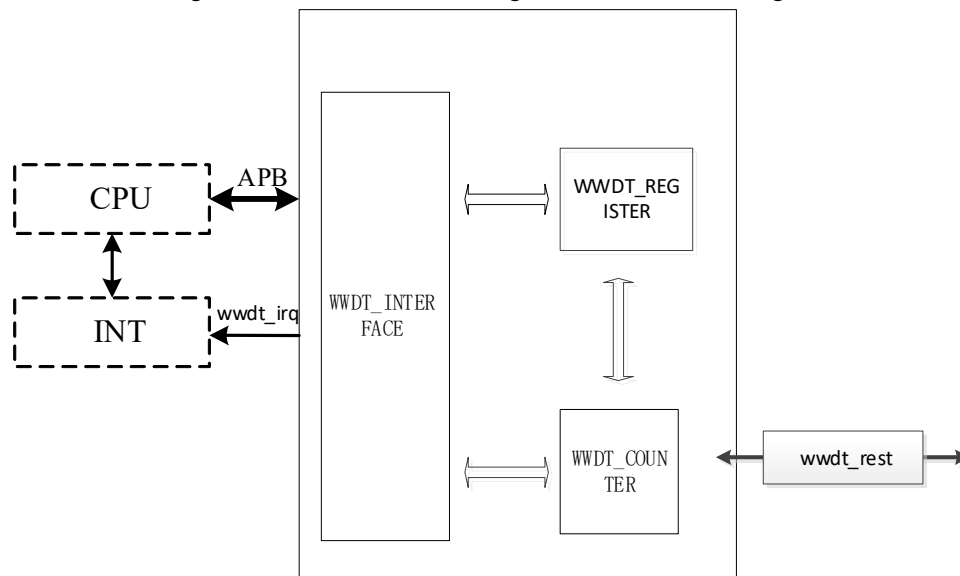 APB
CPU
WWDT_REG
ISTER
WWDT_INTER
FACE
wwdt_irq
INT
WWDT_COUN
TER
wwdt_rest